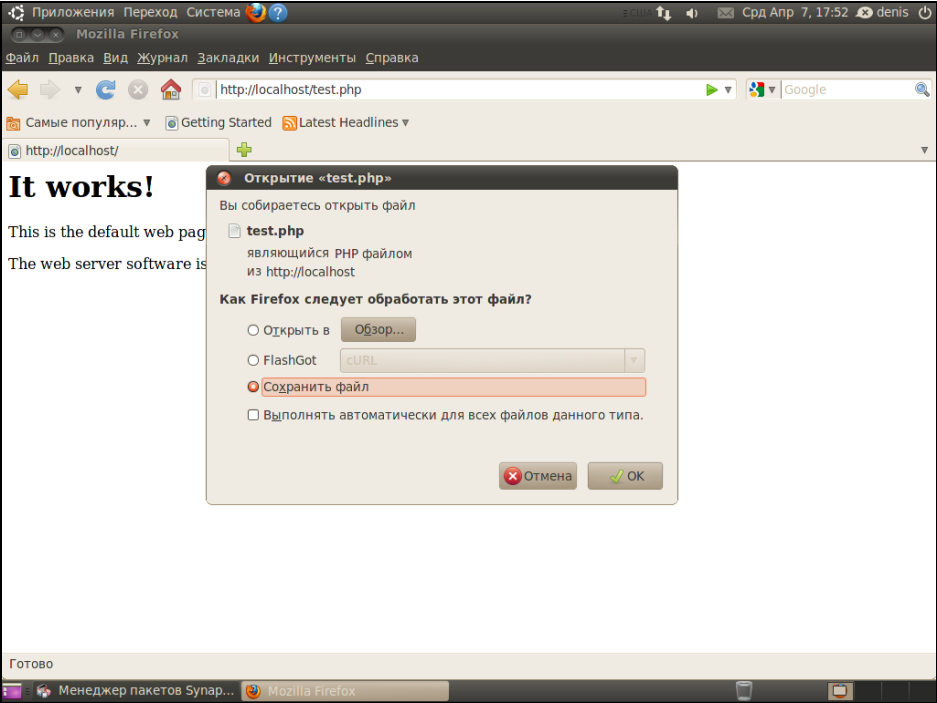 Приложения Переход Система США Срд Апр 7, 17:52 denis
Mozilla Firefox
Файл Правка Вид Журнал Закладки Инструменты Справка
http://localhost/test.php Google
Самые популяр... Getting Started Latest Headlines
http://localhost/
It works!
This is the default web pag
The web server software is
Открытие «test.php»
Вы собираетесь открыть файл
test.php
являющийся PHP файлом
из http://localhost
Как Firefox следует обработать этот файл?
Открыть в Обзор...
FlashGot cURL
Сохранить файл
Выполнять автоматически для всех файлов данного типа.
Отмена OK
Готово
Менеджер пакетов Synap... Mozilla Firefox